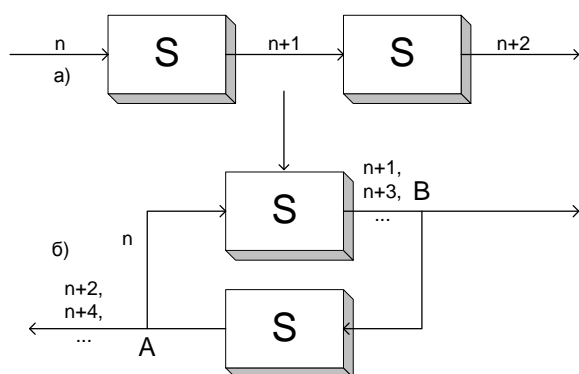 n
S
n+1
S
n+2
а)
n+1,
n+3,
...
B
S
n
б)
n+2,
n+4,
...
A
S